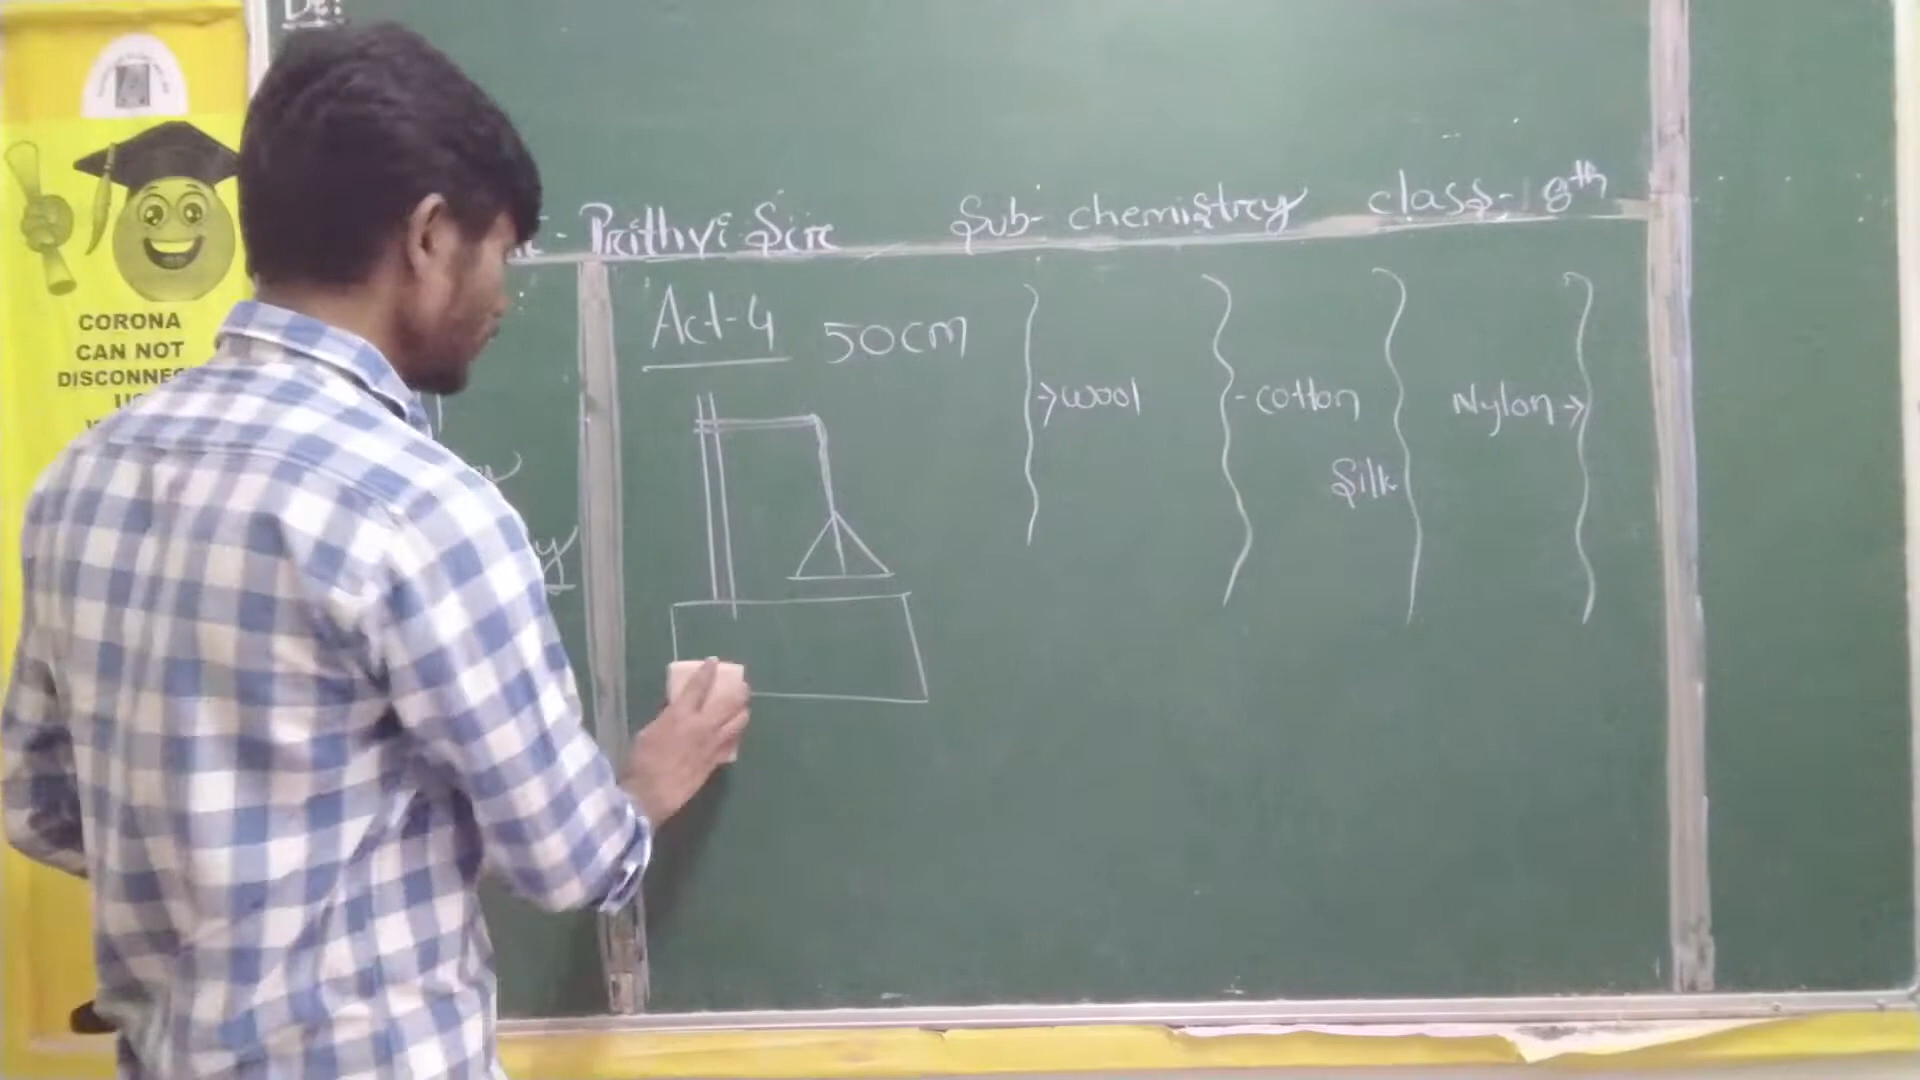 CORONA
CAN NOT
Prithvi Sir Sub- chemistry class- 8th
Act-4 50cm
→ wool - cotton Nylon →
Silk